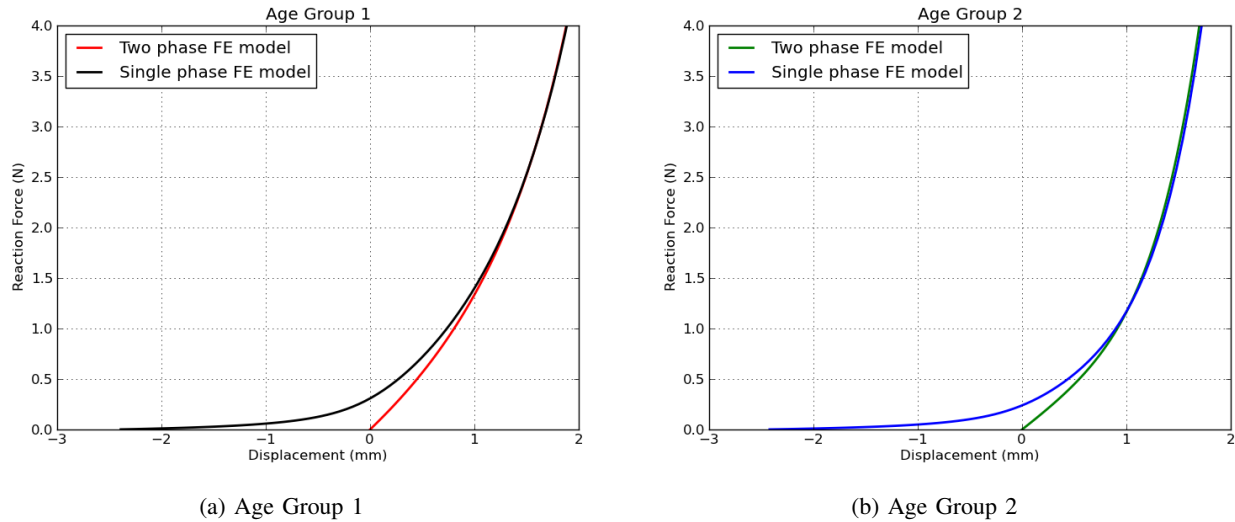 Age Group 1
Two phase FE model
Single phase FE model
4.0
3.5
3.0
2.5
2.0
1.5
1.0
0.5
0.0
Reaction Force (N)
−3
−2
−1
0
1
2
Displacement (mm)
(a) Age Group 1
Age Group 2
Two phase FE model
Single phase FE model
4.0
3.5
3.0
2.5
2.0
1.5
1.0
0.5
0.0
Reaction Force (N)
−3
−2
−1
0
1
2
Displacement (mm)
(b) Age Group 2